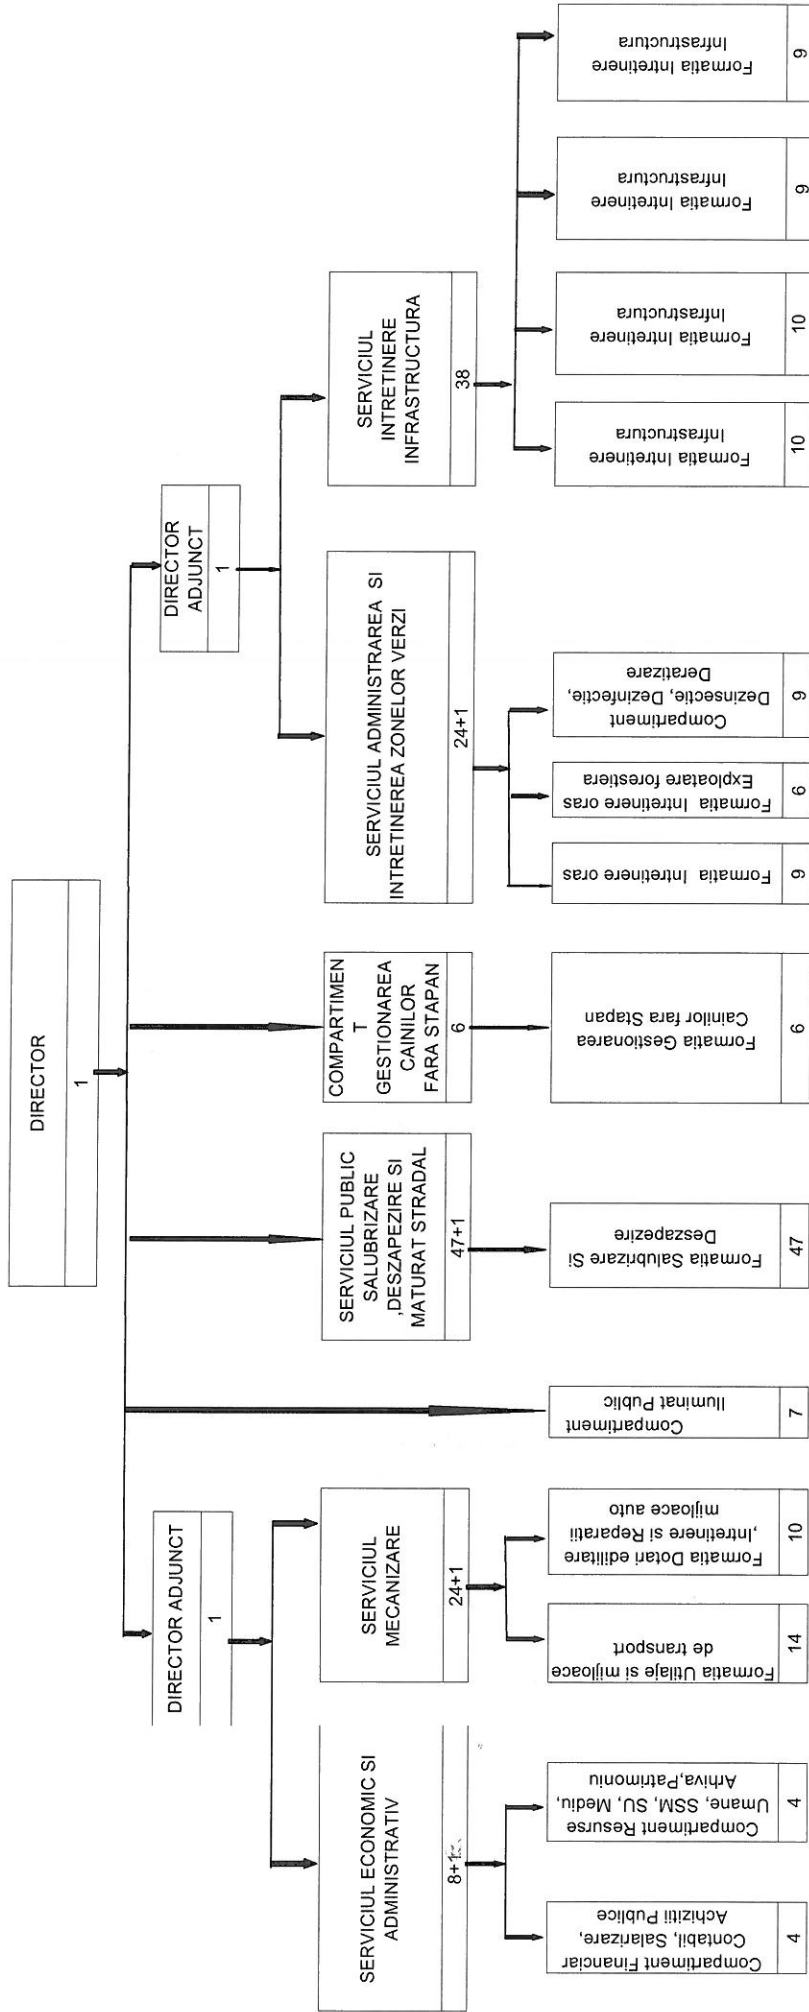 DIRECTOR
1
DIRECTOR ADJUNCT
1
DIRECTOR
ADJUNCT
1
SERVICIUL ECONOMIC SI
ADMINISTRATIV
8+1
SERVICIUL
MECANIZARE
24+1
SERVICIUL PUBLIC
SALUBRIZARE
,DESZAPEZIRE SI
MATURAT STRADAL
47+1
COMPARTIMEN
T
GESTIONAREA
CAINILOR
FARA STAPAN
6
SERVICIUL ADMINISTRAREA SI
INTRETINEREA ZONELOR VERZI
24+1
SERVICIUL
INTRETINERE
INFRASTRUCTURA
38
Compartiment Financiar
Contabil, Salarizare,
Achizitii Publice
4
Compartiment Resurse
Umane, SSM, SU, Mediu,
Arhiva,Patrimoniu
4
Formatia Utilaje si mijloace
de transport
14
Formatia Dotari edilitare
,Intretinere si Reparatii
mijloace auto
10
Compartiment
Iluminat Public
7
Formatia Salubrizare Si
Deszapezire
47
Formatia Gestionarea
Cainilor fara Stapan
6
Formatia Intretinere oras
9
Formatia Intretinere oras
Exploatare forestiera
6
Compartiment
Dezinsectie, Dezinfectie,
Deratizare
9
Formatia Intretinere
Infrastructura
10
Formatia Intretinere
Infrastructura
10
Formatia Intretinere
Infrastructura
9
Formatia Intretinere
Infrastructura
9